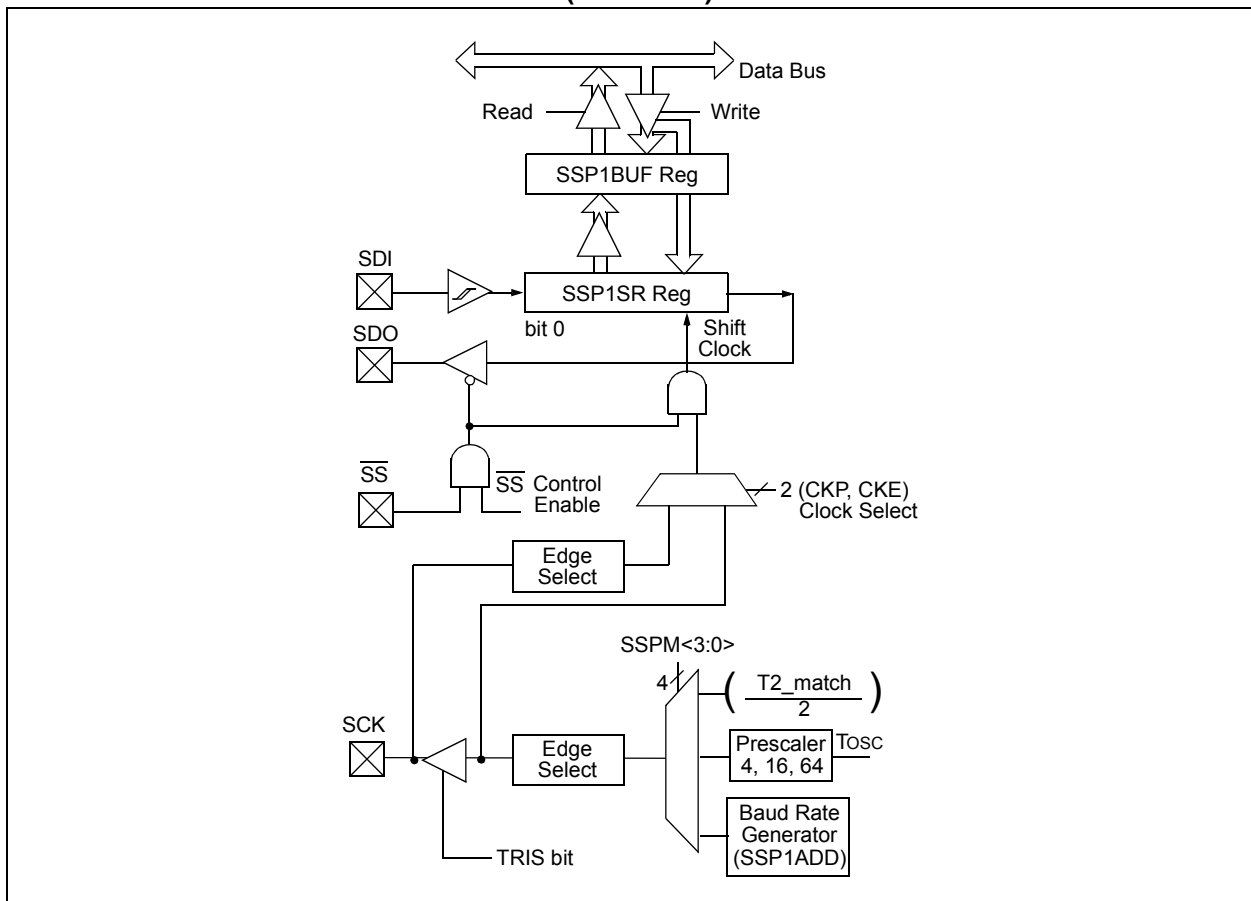 Data Bus
Read
Write
SSP1BUF Reg
SDI
SSP1SR Reg
bit 0
Shift
Clock
SDO
SS
SS Control
Enable
2 (CKP, CKE)
Clock Select
Edge
Select
SSPM<3:0>
4
( T2_match
2 )
SCK
Edge
Select
Prescaler
4, 16, 64
TOSC
Baud Rate
Generator
(SSP1ADD)
TRIS bit